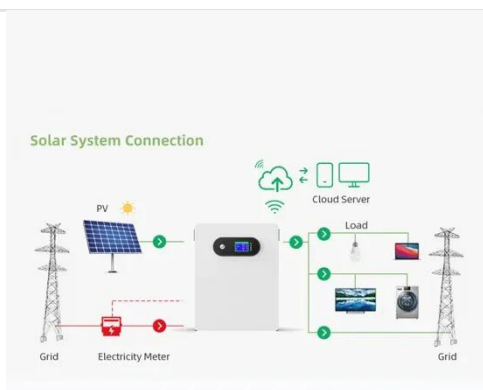 Solar System Connection
Cloud Server
PV
Load
Grid
Electricity Meter
Grid